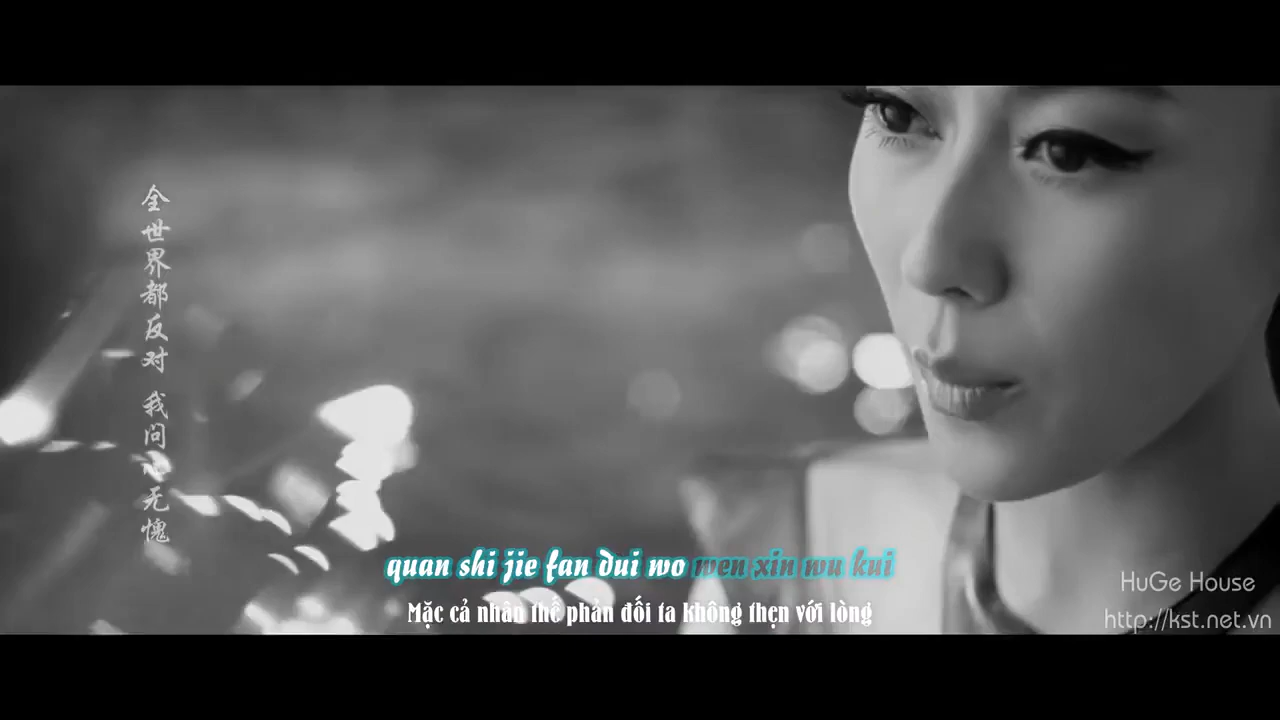 全世界都反对 我问心无愧
quan shi jie fan dui wo wen xin wu kui
Mặc cả nhân thế phản đối ta không thẹn với lòng
HuGe House
http://kst.net.vn